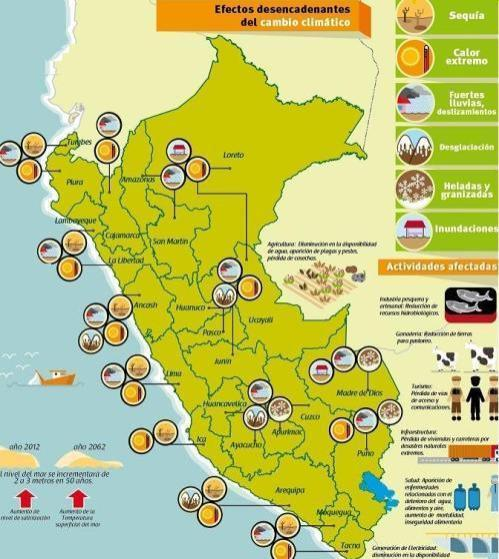 Efectos desencadenantes
del cambio climático
Sequía
Calor
extremo
Fuertes
lluvias,
deslizamientos
Desglaciación
Heladas y
granizadas
Inundaciones
Tumbes
Piura
Lambayeque
Cajamarca
La Libertad
Amazonas
San Martin
Loreto
Ancash
Huanuco
Pasco
Ucayali
Junin
Lima
Huancavelica
Ica
Ayacucho
Apurimac
Cuzco
Madre de Dios
Puno
Arequipa
Moquegua
Tacna
Agricultura: Disminución en la disponibilidad
de agua, aparición de plagas y pestes,
pérdida de cosechas.
Actividades afectadas
Industria pesquera y
artesanal: Reducción de
recursos hidrobiológicos.
Ganadería: Reducción de tierras
para pastoreo.
Turismo:
Pérdida de vías
de acceso y
comunicaciones.
Infraestructura:
Pérdida de viviendas y carreteras por
desastres naturales
extremos.
Salud: Aparición de
enfermedades
relacionadas con el
deterioro del agua,
alimentos y aire,
aumento de mortalidad,
inseguridad alimentaria
Generación de Electricidad:
disminución en la disponibilidad
año 2012
año 2062
l nivel del mar se incrementará de
2 a 3 metros en 50 años.
Aumento de
nivel de salinización
Aumento de la
Temperatura
superficial del mar